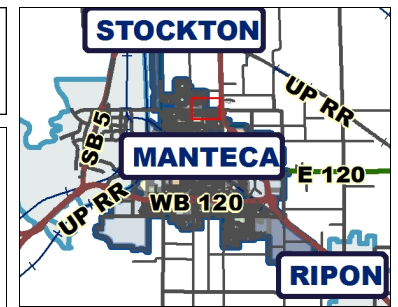 STOCKTON
UP RR
SB 5
MANTECA
E 120
UP RR
WB 120
RIPON